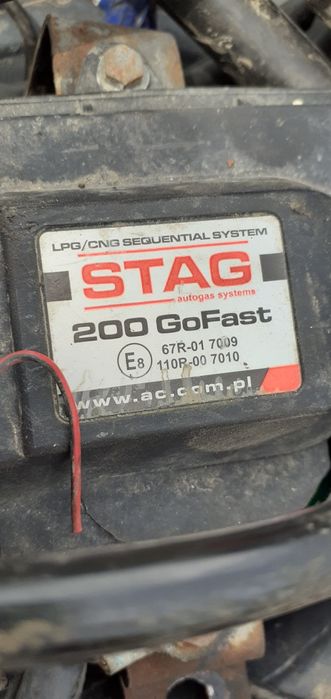 LPG/CNG SEQUENTIAL SYSTEM
STAG
autogas systems
200 GoFast
E8 67R-01 7009
110R-00 7010
www.ac.com.pl